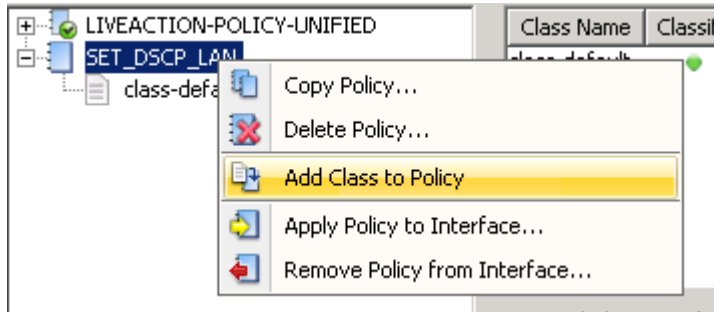 LIVEACTION-POLICY-UNIFIED
Class Name
SET_DSCP_LAN
Copy Policy...
Delete Policy...
Add Class to Policy
Apply Policy to Interface...
Remove Policy from Interface...